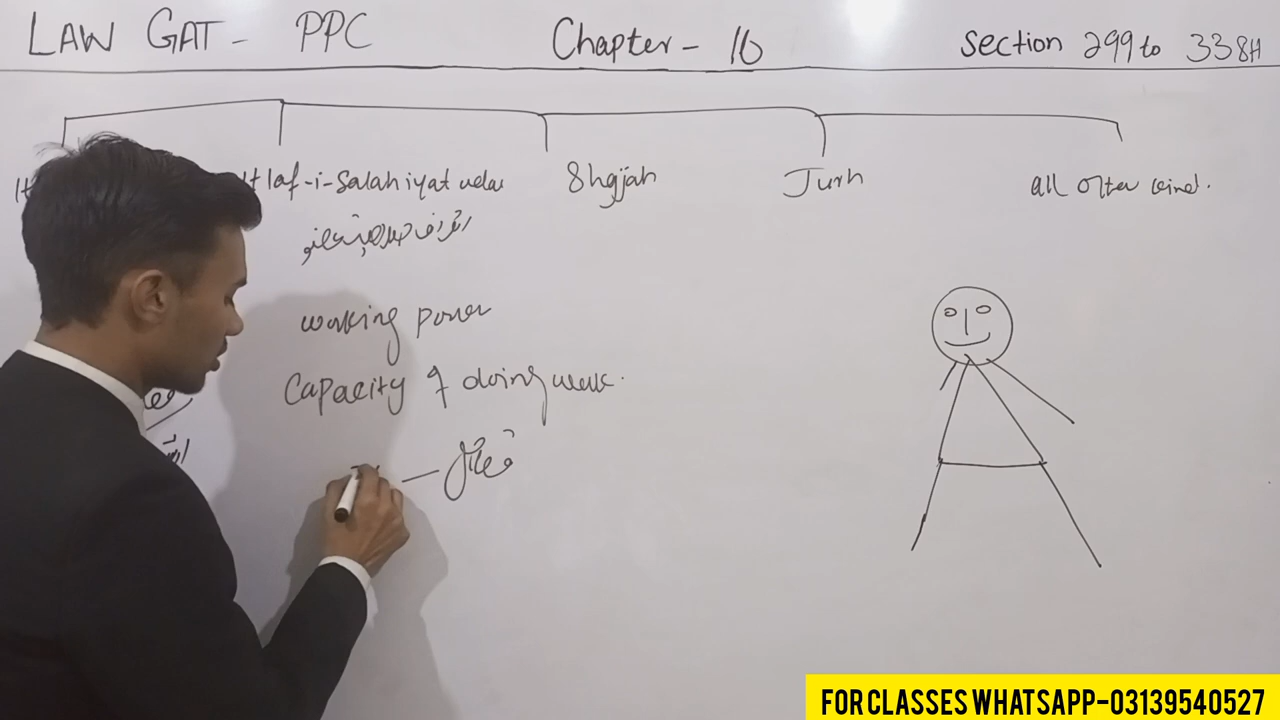 LAW GAT - PPC Chapter - 16 Section 299 to 338H
Itlaf-i-Salahiyat Shajjah Jurh all other kind.
working power
Capacity of doing work.
قصاص
FOR CLASSES WHATSAPP-03139540527